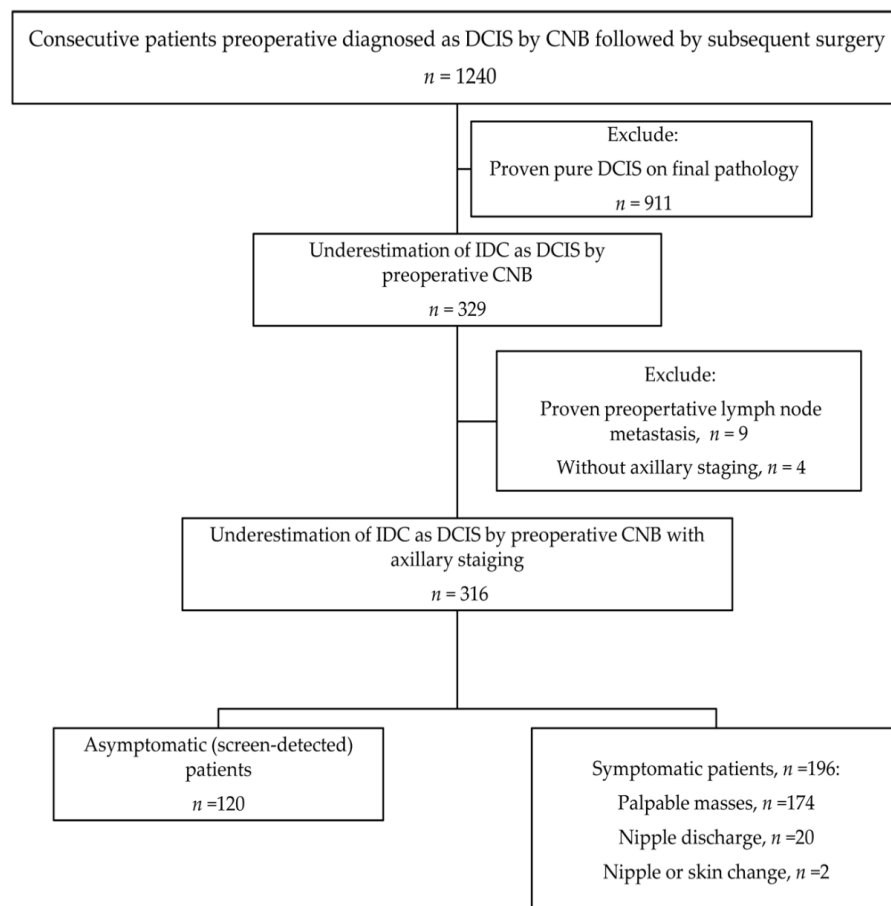 Consecutive patients preoperative diagnosed as DCIS by CNB followed by subsequent surgery
n = 1240
Exclude:
Proven pure DCIS on final pathology
n = 911
Underestimation of IDC as DCIS by
preoperative CNB
n = 329
Exclude:
Proven preopertative lymph node
metastasis, n = 9
Without axillary staging, n = 4
Underestimation of IDC as DCIS by preoperative CNB with
axillary staiging
n = 316
Asymptomatic (screen-detected)
patients
n =120
Symptomatic patients, n =196:
Palpable masses, n =174
Nipple discharge, n =20
Nipple or skin change, n =2